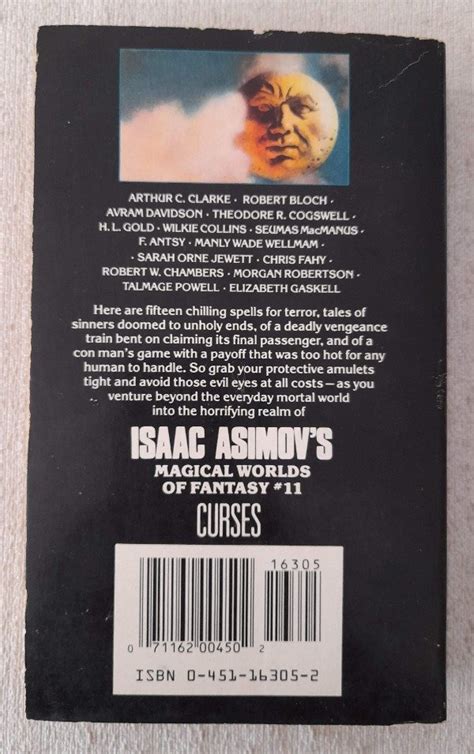 ARTHUR C. CLARKE · ROBERT BLOCH ·
AVRAM DAVIDSON · THEODORE R. COGSWELL ·
H. L. GOLD · WILKIE COLLINS · SEUMAS MacMANUS ·
F. ANTSY · MANLY WADE WELLMAM ·
· SARAH ORNE JEWETT · CHRIS FAHY ·
ROBERT W. CHAMBERS · MORGAN ROBERTSON ·
TALMAGE POWELL · ELIZABETH GASKELL
Here are fifteen chilling spells for terror, tales of
sinners doomed to unholy ends, of a deadly vengeance
train bent on claiming its final passenger, and of a
con man's game with a payoff that was too hot for any
human to handle. So grab your protective amulets
tight and avoid those evil eyes at all costs—as you
venture beyond the everyday mortal world
into the horrifying realm of
ISAAC ASIMOV'S
MAGICAL WORLDS
OF FANTASY #11
CURSES
16305
0 71162 00450 2
ISBN 0-451-16305-2